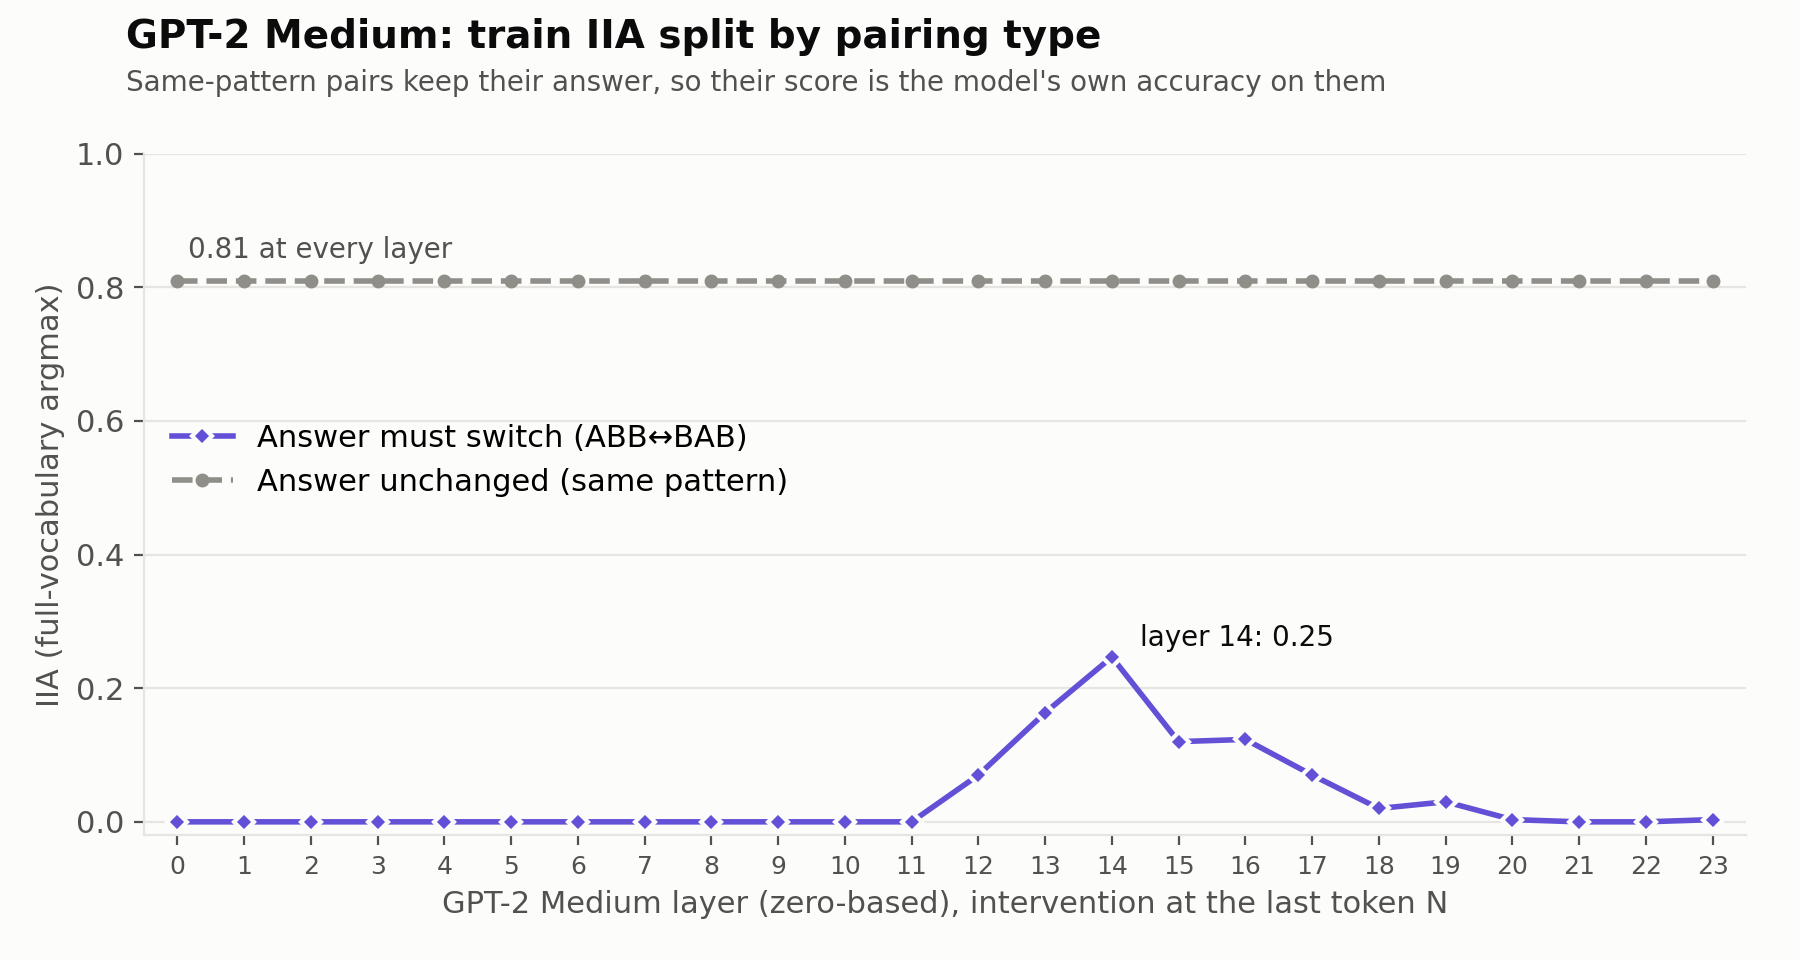 GPT-2 Medium: train IIA split by pairing type
Same-pattern pairs keep their answer, so their score is the model's own accuracy on them
IIA (full-vocabulary argmax)
1.0
0.8
0.6
0.4
0.2
0.0
0.81 at every layer
Answer must switch (ABB↔BAB)
Answer unchanged (same pattern)
layer 14: 0.25
0 1 2 3 4 5 6 7 8 9 10 11 12 13 14 15 16 17 18 19 20 21 22 23
GPT-2 Medium layer (zero-based), intervention at the last token N